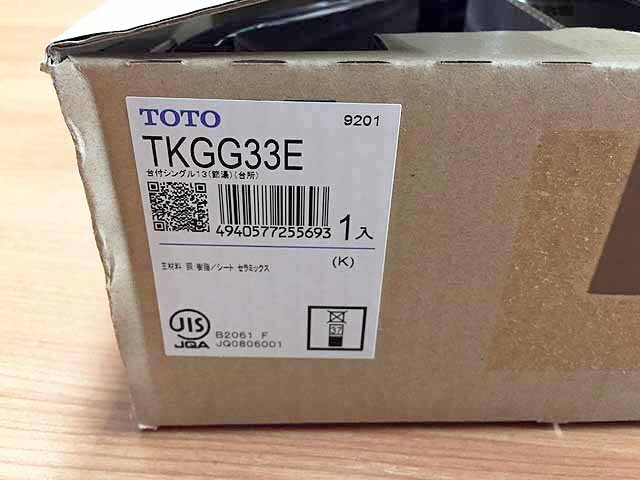 TOTO 9201
TKGG33E
台付シングル13(節湯)(台所)
4940577255693 1入
(K)
主材料 銅 樹脂/シート セラミックス
JIS
JQA
B2061 F
JQ0806001